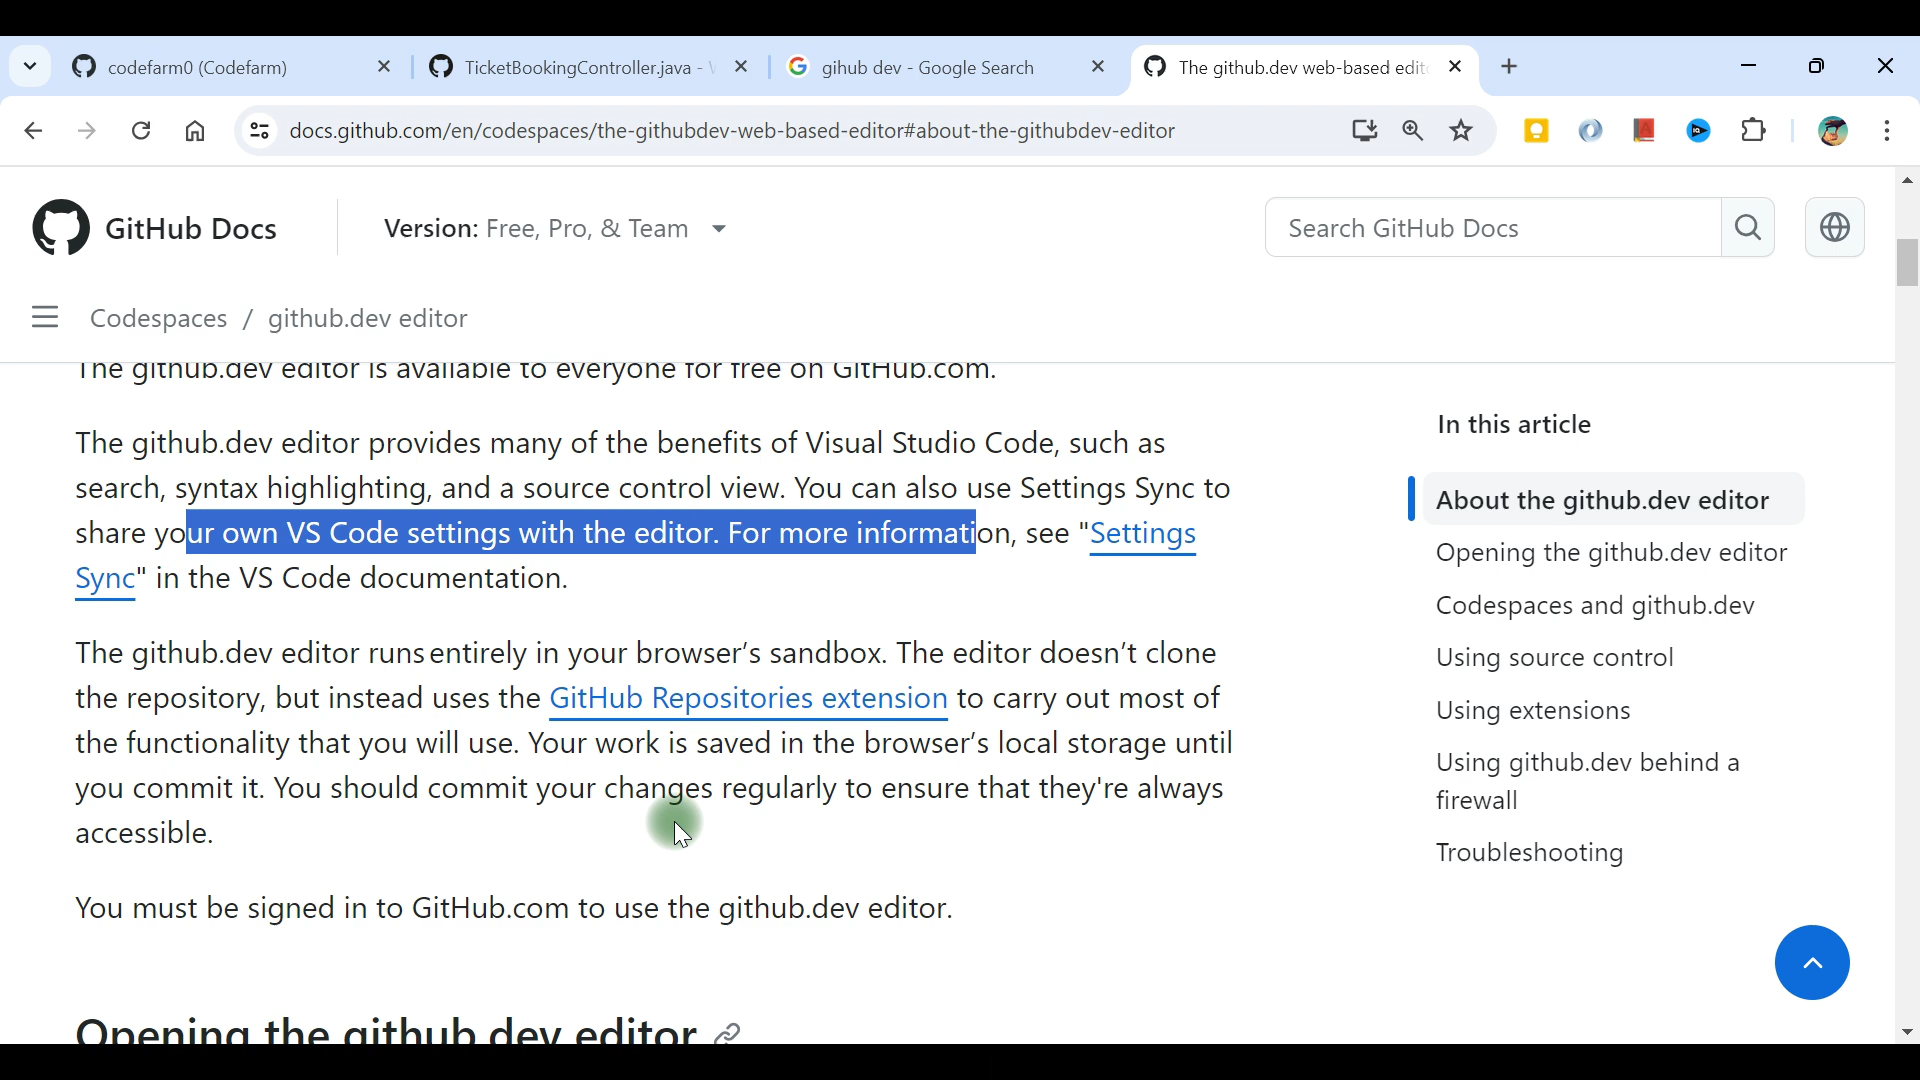 codefarm0 (Codefarm)
TicketBookingController.java -
gihub dev - Google Search
The github.dev web-based edit
docs.github.com/en/codespaces/the-githubdev-web-based-editor#about-the-githubdev-editor
GitHub Docs
Version: Free, Pro, & Team
Search GitHub Docs
Codespaces / github.dev editor
The github.dev editor is available to everyone for free on GitHub.com.
The github.dev editor provides many of the benefits of Visual Studio Code, such as
search, syntax highlighting, and a source control view. You can also use Settings Sync to
share your own VS Code settings with the editor. For more information, see "Settings
Sync" in the VS Code documentation.
The github.dev editor runs entirely in your browser's sandbox. The editor doesn't clone
the repository, but instead uses the GitHub Repositories extension to carry out most of
the functionality that you will use. Your work is saved in the browser's local storage until
you commit it. You should commit your changes regularly to ensure that they're always
accessible.
You must be signed in to GitHub.com to use the github.dev editor.
Opening the github.dev editor
In this article
About the github.dev editor
Opening the github.dev editor
Codespaces and github.dev
Using source control
Using extensions
Using github.dev behind a
firewall
Troubleshooting